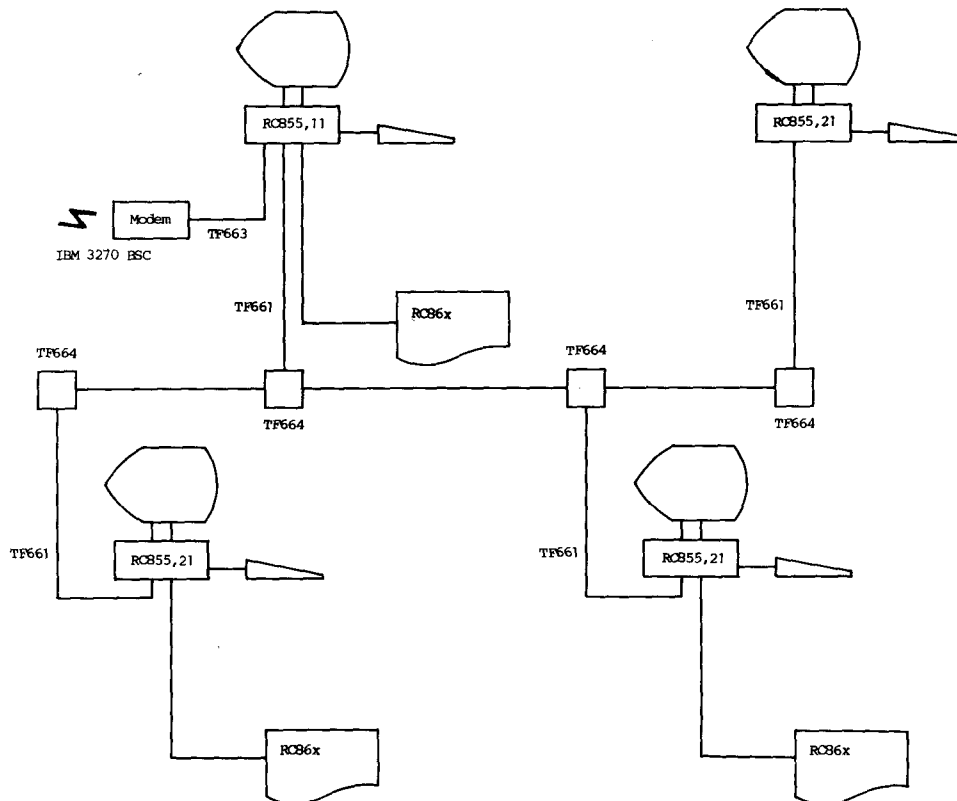 RC855,11
RC855,21
Modem
TF663
IBM 3270 BSC
TF661
RC86x
TF661
TF664
TF664
TF664
TF664
RC855,21
RC855,21
TF661
TF661
RC86x
RC86x